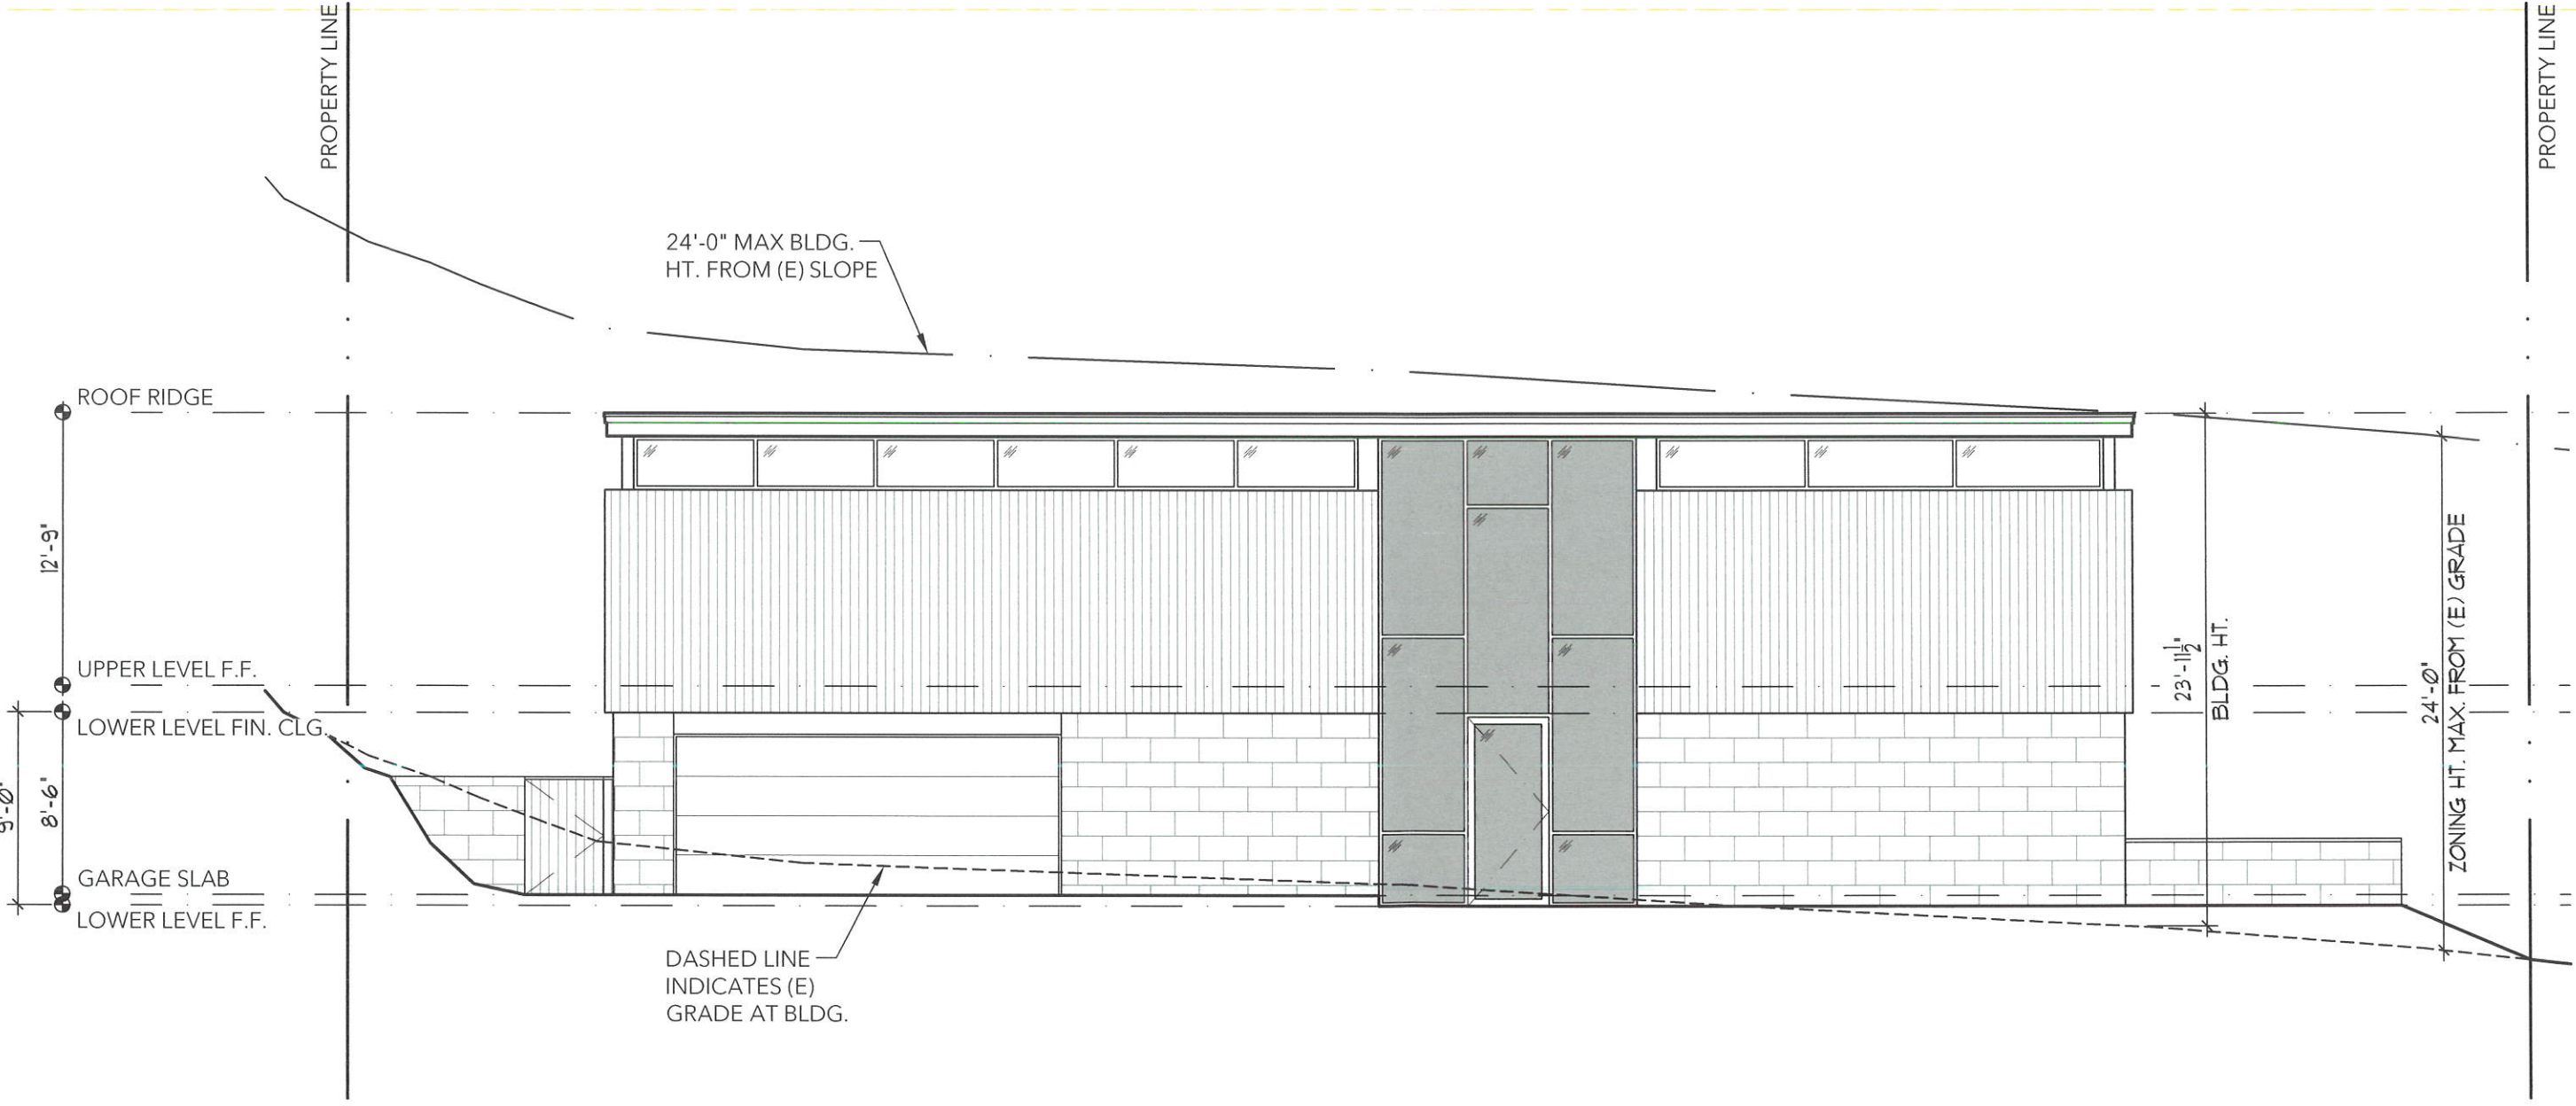 PROPERTY LINE
PROPERTY LINE
24'-0" MAX BLDG.
HT. FROM (E) SLOPE
ROOF RIDGE
12'-9"
UPPER LEVEL F.F.
LOWER LEVEL FIN. CLG.
9'-0"
8'-6"
GARAGE SLAB
LOWER LEVEL F.F.
DASHED LINE
INDICATES (E)
GRADE AT BLDG.
23'-11½"
BLDG. HT.
24'-0"
ZONING HT. MAX. FROM (E) GRADE